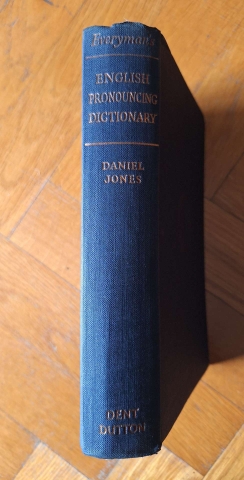 Everyman's
ENGLISH
PRONOUNCING
DICTIONARY
DANIEL
JONES
DENT
DUTTON